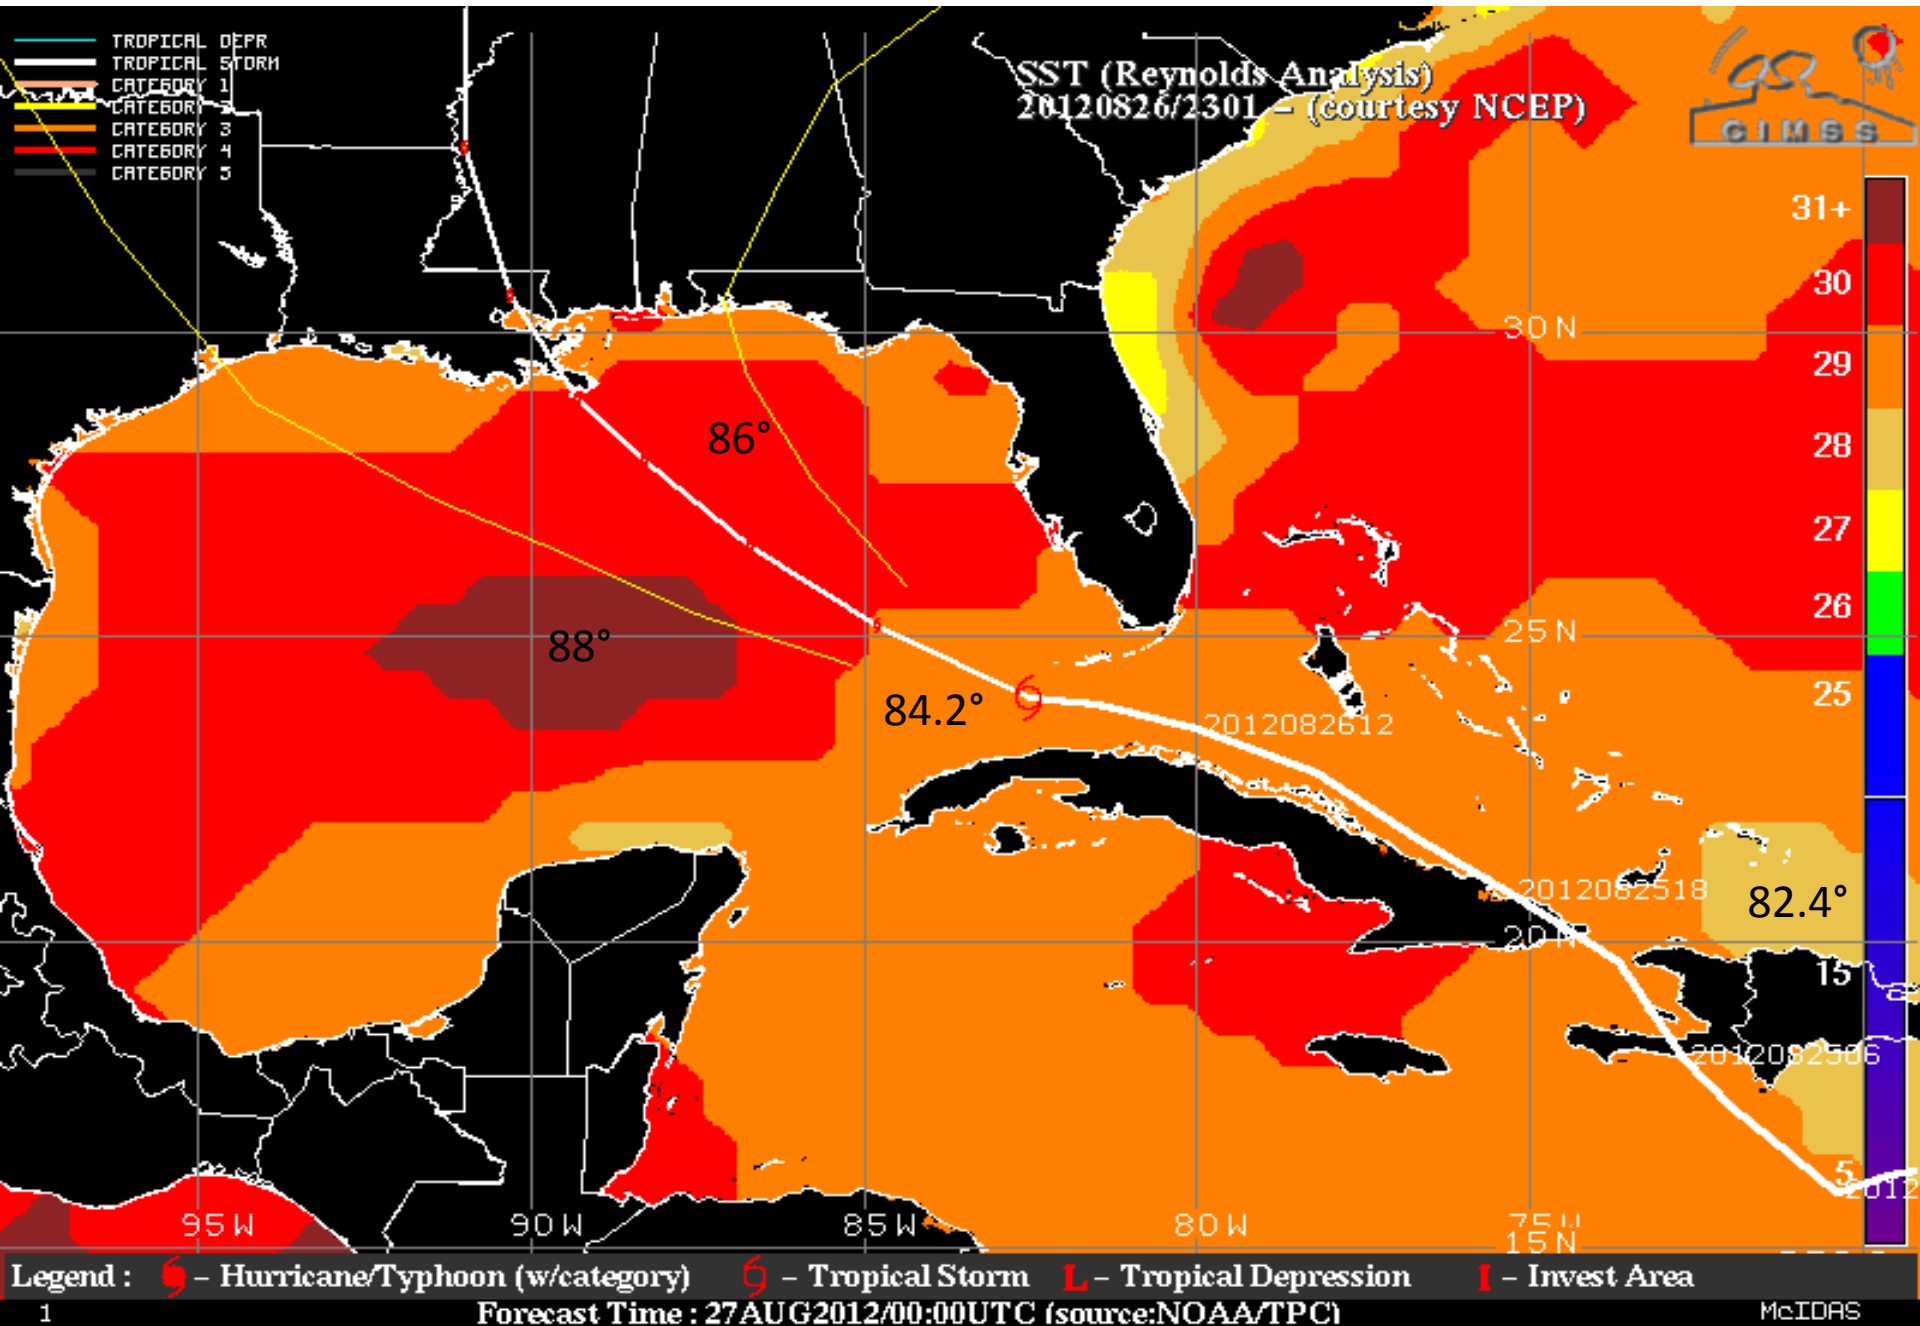 TROPICAL DEPR
TROPICAL STORM
CATEGORY 1
CATEGORY
CATEGORY 3
CATEGORY 4
CATEGORY 5
SST (Reynolds Analysis)
20120826/2301 - (courtesy NCEP)
CIMSS
31+
30
29
28
27
26
25
15
5
30N
25N
20N
15N
86°
88°
84.2°
82.4°
2012082612
2012082518
2012082506
2012
95W
90W
85W
80W
75W
Legend : - Hurricane/Typhoon (w/category) - Tropical Storm L - Tropical Depression I - Invest Area
1 Forecast Time : 27AUG2012/00:00UTC (source:NOAA/TPC) McIDAS